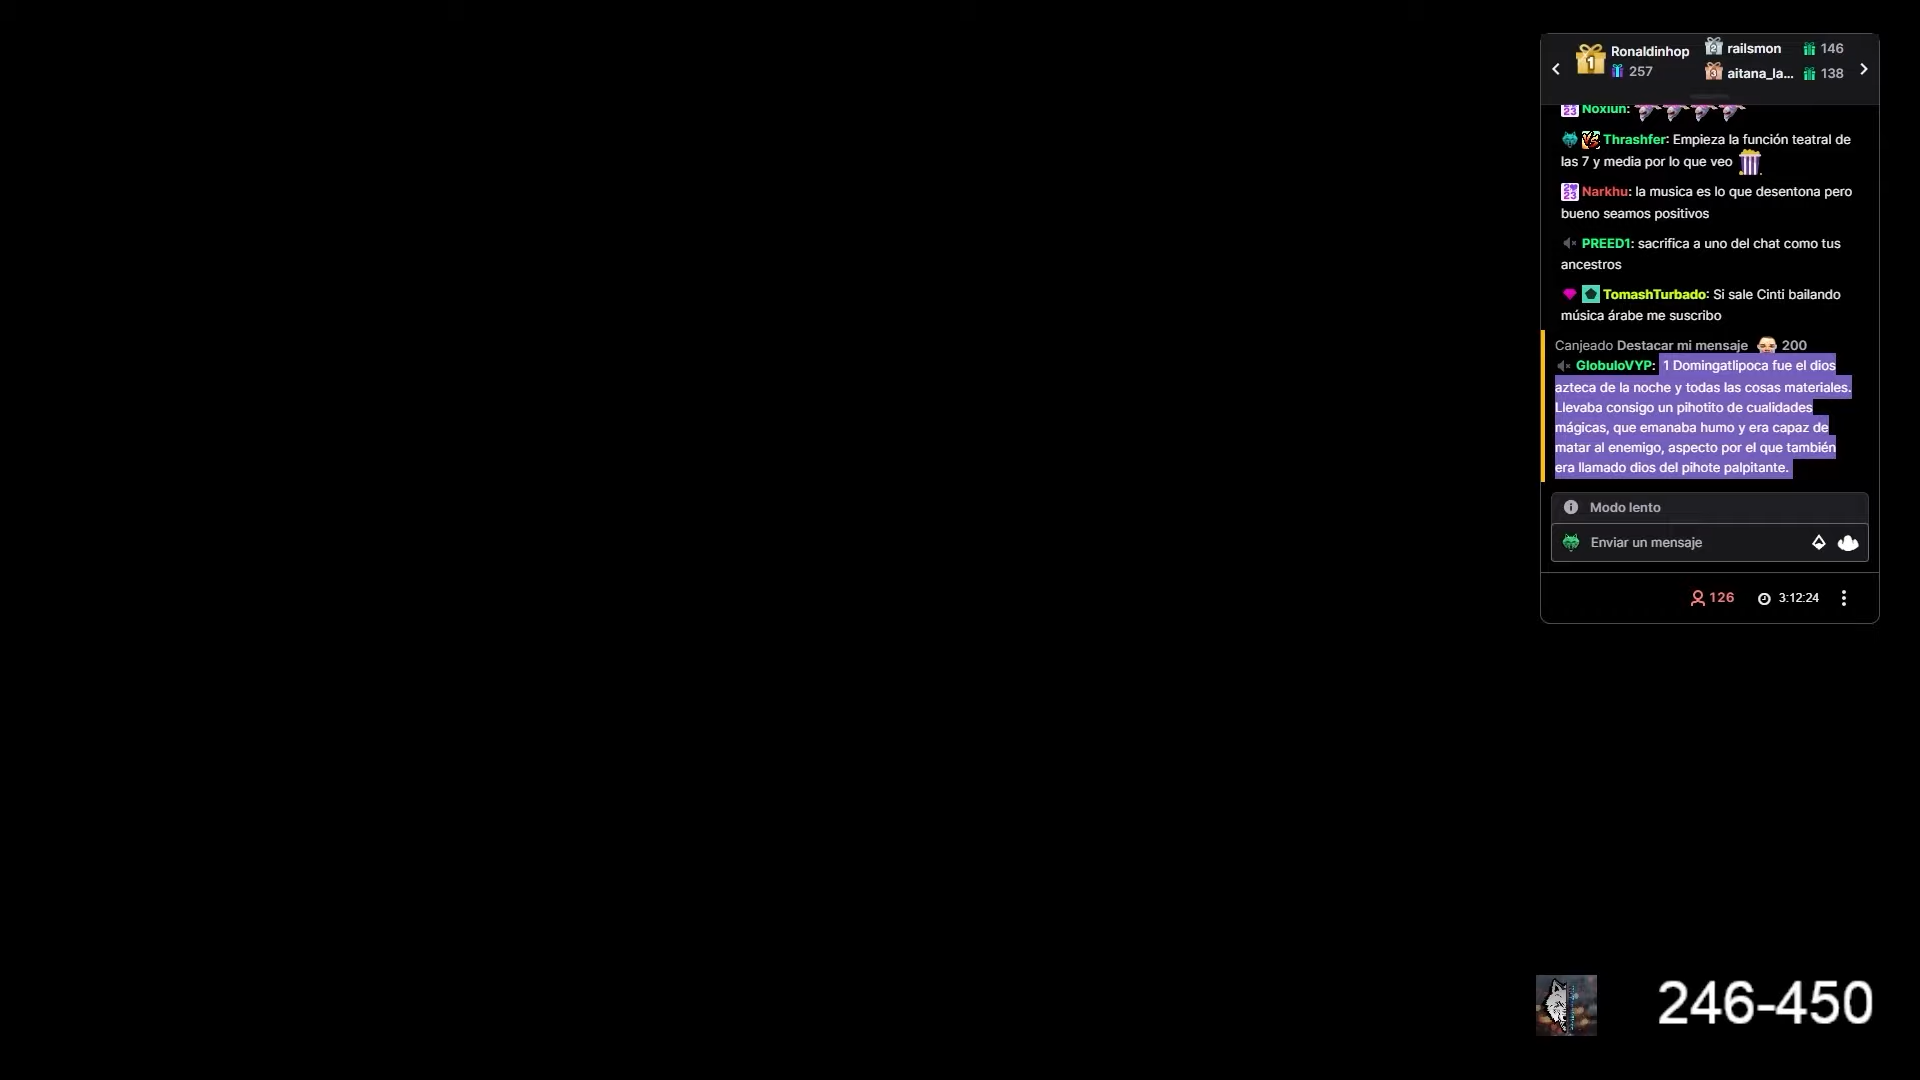 Ronaldinhop
257
railsmon 146
aitana_la... 138
Noxiun:
Thrashfer: Empieza la función teatral de
las 7 y media por lo que veo
Narkhu: la musica es lo que desentona pero
bueno seamos positivos
PREED1: sacrifica a uno del chat como tus
ancestros
TomashTurbado: Si sale Cinti bailando
música árabe me suscribo
Canjeado Destacar mi mensaje 200
GlobuloVYP: 1 Domingatlipoca fue el dios
azteca de la noche y todas las cosas materiales.
Llevaba consigo un pihotito de cualidades
mágicas, que emanaba humo y era capaz de
matar al enemigo, aspecto por el que también
era llamado dios del pihote palpitante.
Modo lento
Enviar un mensaje
126 3:12:24
246-450